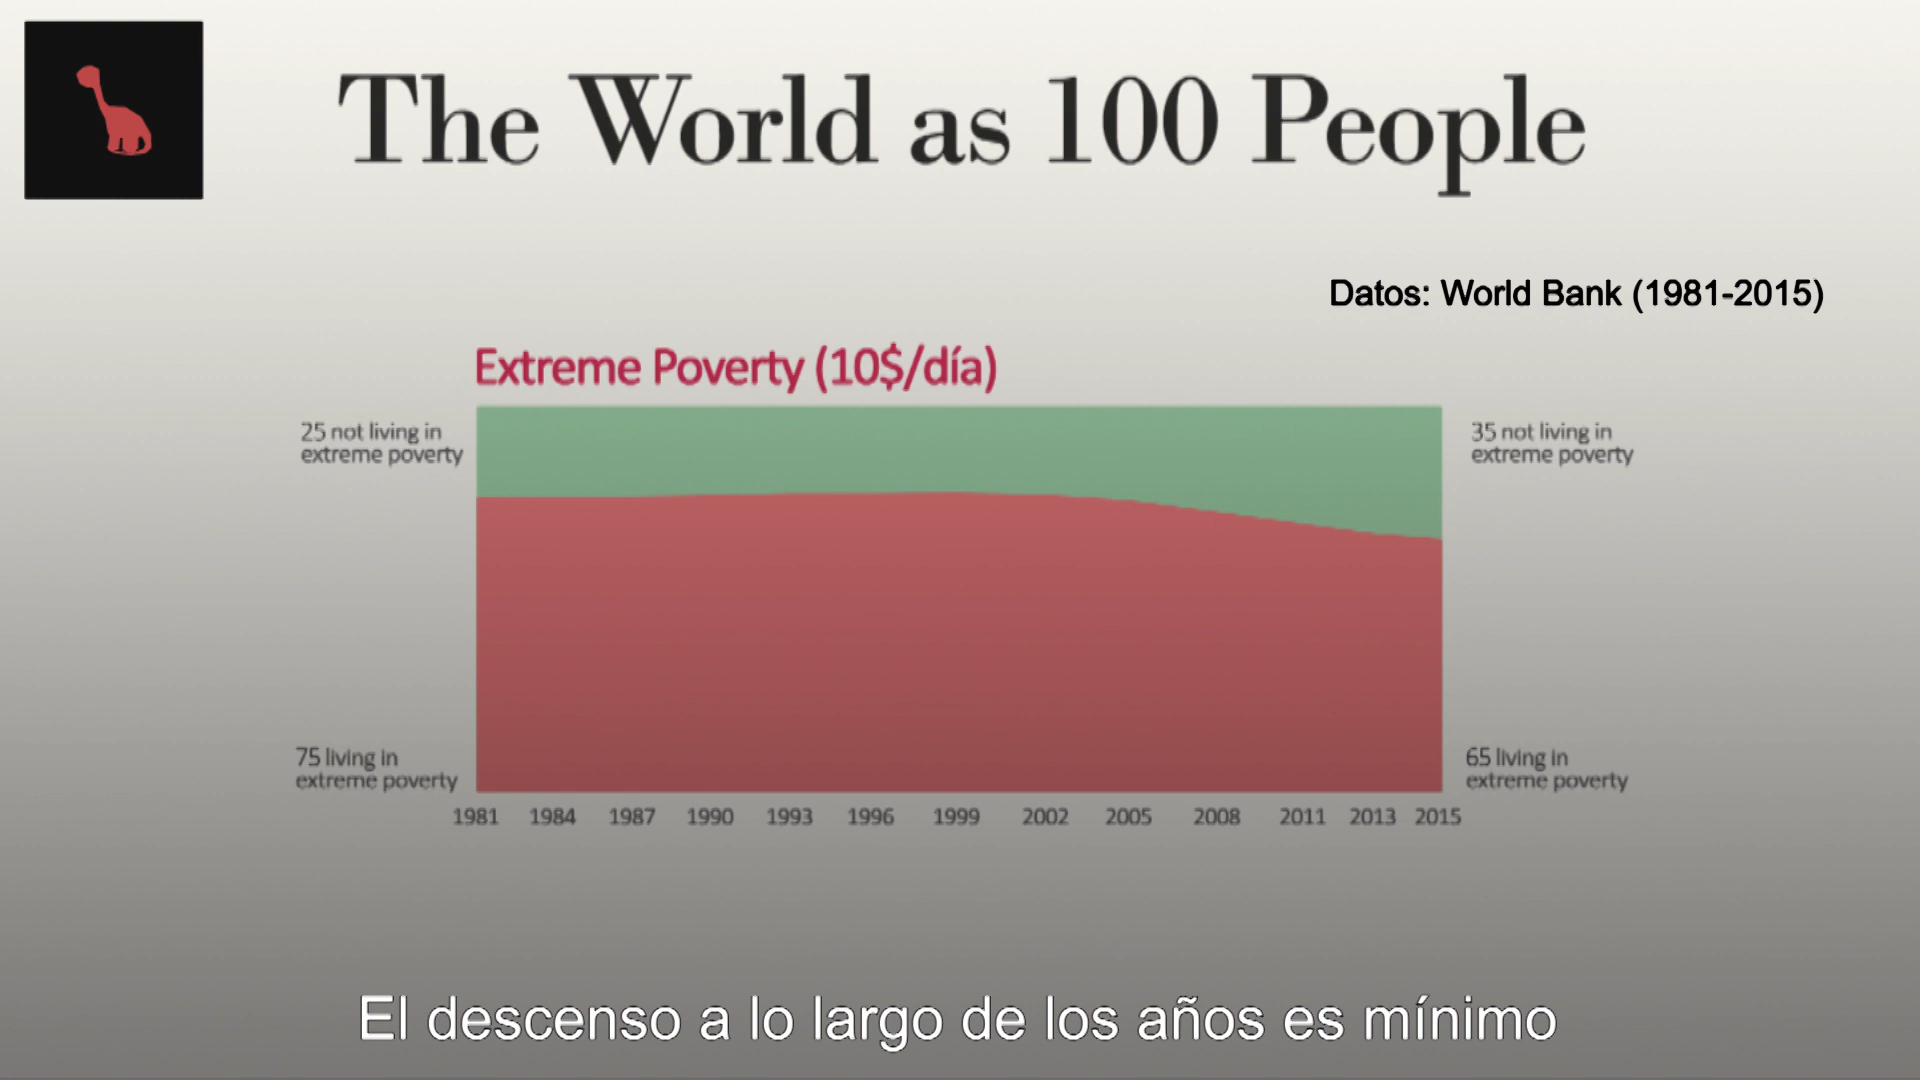 The World as 100 People
Datos: World Bank (1981-2015)
Extreme Poverty (10$/día)
25 not living in
extreme poverty
35 not living in
extreme poverty
75 living in
extreme poverty
65 living in
extreme poverty
1981 1984 1987 1990 1993 1996 1999 2002 2005 2008 2011 2013 2015
El descenso a lo largo de los años es mínimo